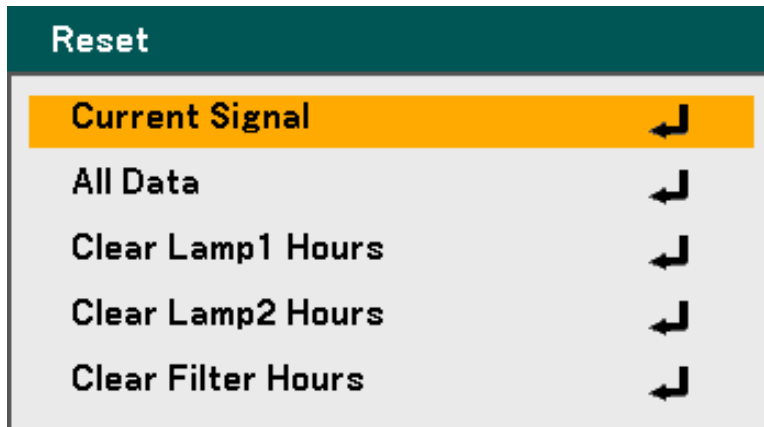 Reset
Current Signal
All Data
Clear Lamp1 Hours
Clear Lamp2 Hours
Clear Filter Hours